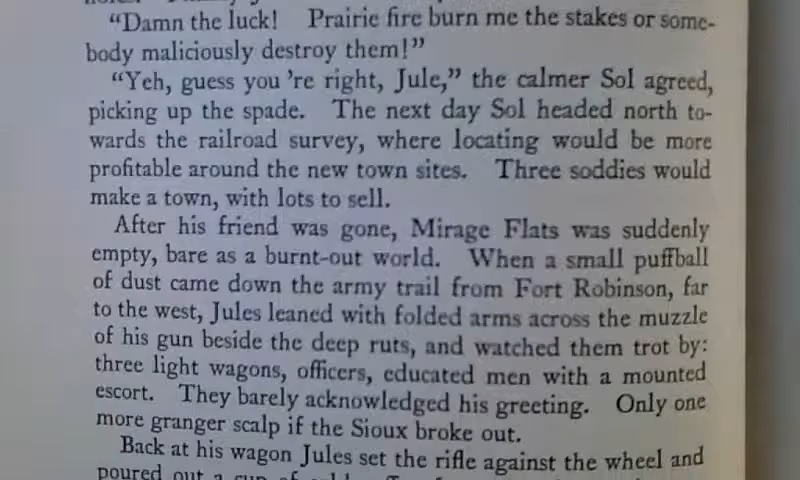 "Damn the luck! Prairie fire burn me the stakes or some-
body maliciously destroy them!"
"Yeh, guess you 're right, Jule," the calmer Sol agreed,
picking up the spade. The next day Sol headed north to-
wards the railroad survey, where locating would be more
profitable around the new town sites. Three soddies would
make a town, with lots to sell.
After his friend was gone, Mirage Flats was suddenly
empty, bare as a burnt-out world. When a small puffball
of dust came down the army trail from Fort Robinson, far
to the west, Jules leaned with folded arms across the muzzle
of his gun beside the deep ruts, and watched them trot by:
three light wagons, officers, educated men with a mounted
escort. They barely acknowledged his greeting. Only one
more granger scalp if the Sioux broke out.
Back at his wagon Jules set the rifle against the wheel and
poured out a cup of